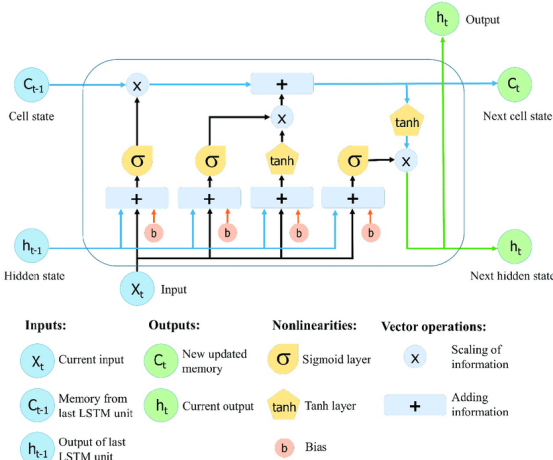 ht
Output
Ct-1
x
+
Ct
Cell state
x
tanh
Next cell state
σ
σ
tanh
σ
x
+
+
+
+
b
b
b
b
ht-1
ht
Hidden state
Next hidden state
Xt
Input
Inputs:
Outputs:
Nonlinearities:
Vector operations:
Xt
Current input
Ct
New updated
memory
σ
Sigmoid layer
x
Scaling of
information
Ct-1
Memory from
last LSTM unit
ht
Current output
tanh
Tanh layer
+
Adding
information
ht-1
Output of last
LSTM unit
b
Bias